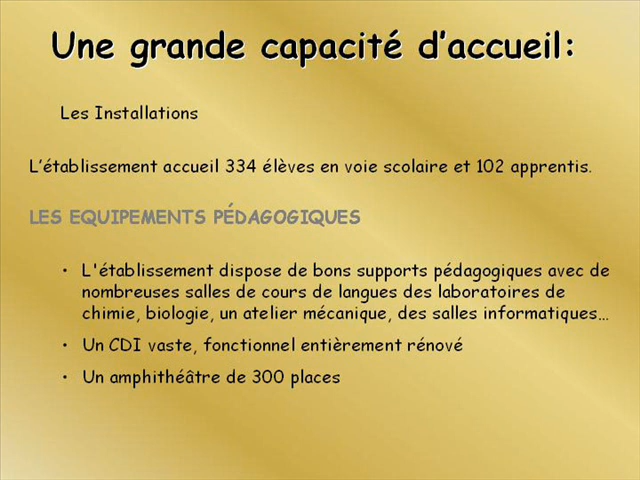 Une grande capacité d’accueil:
Les Installations
L’établissement accueil 334 élèves en voie scolaire et 102 apprentis.
LES EQUIPEMENTS PÉDAGOGIQUES
• L'établissement dispose de bons supports pédagogiques avec de
nombreuses salles de cours de langues des laboratoires de
chimie, biologie, un atelier mécanique, des salles informatiques…
• Un CDI vaste, fonctionnel entièrement rénové
• Un amphithéâtre de 300 places